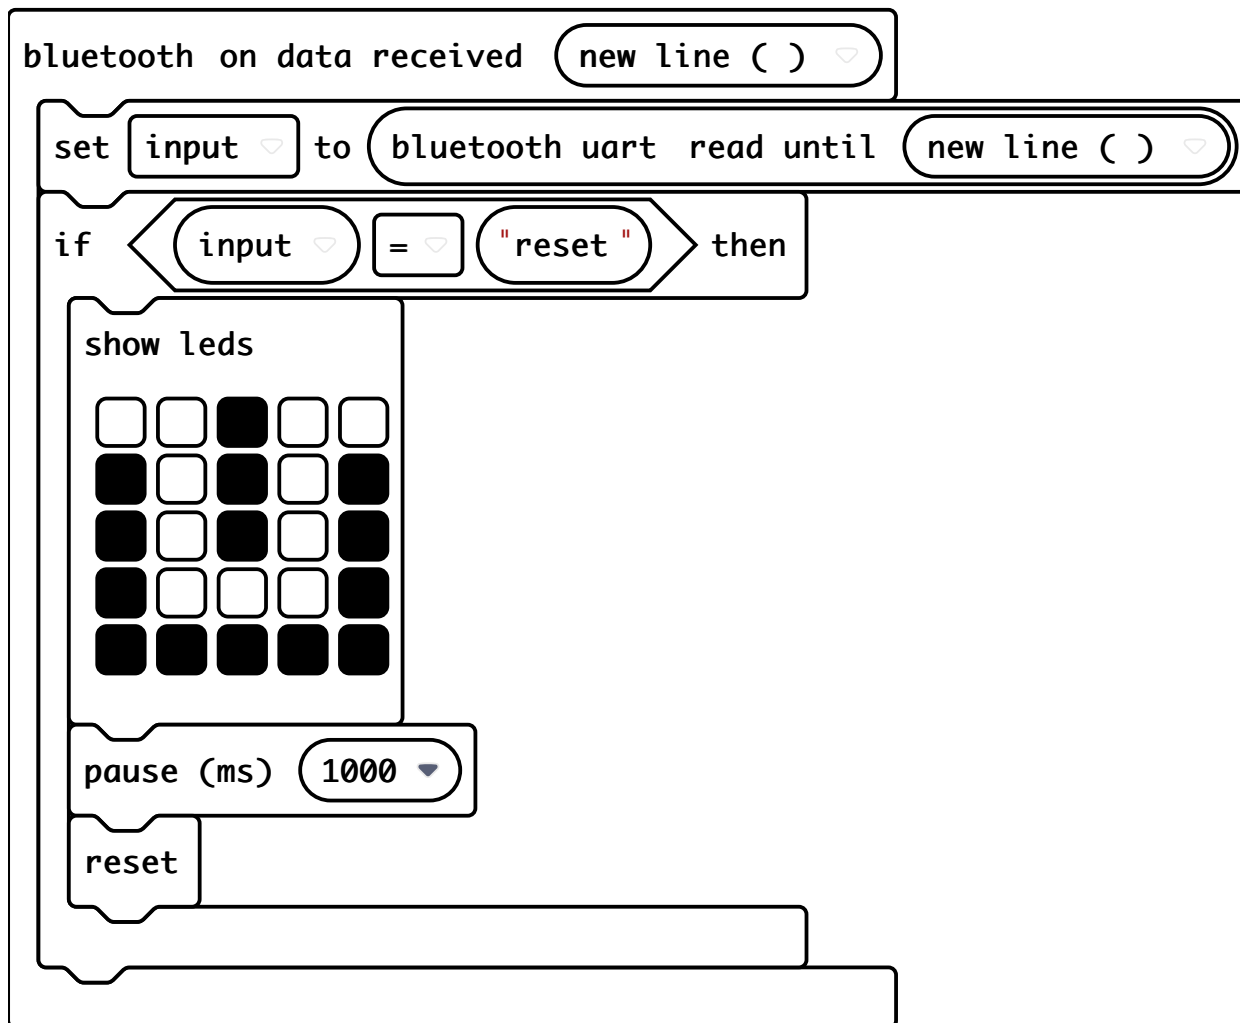 bluetooth on data received new line ( )
set input to bluetooth uart read until new line ( )
if input = "reset" then
show leds
pause (ms) 1000
reset